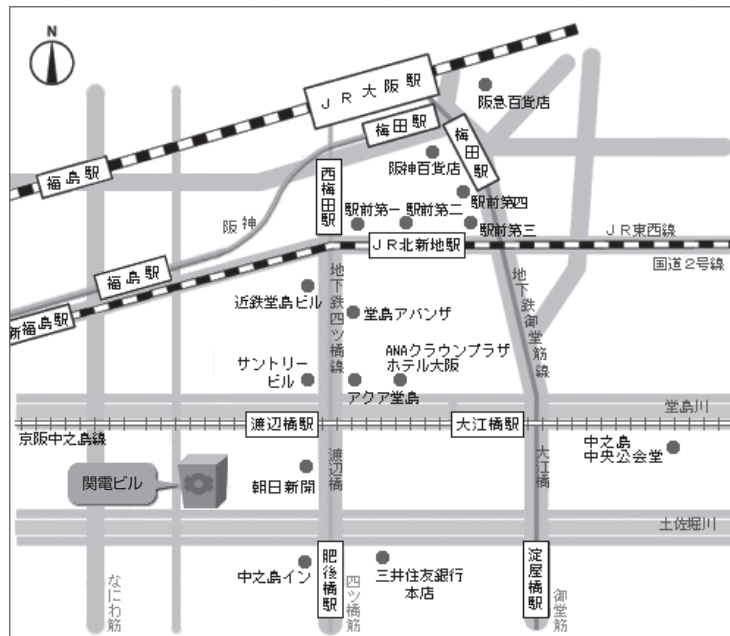 N
JR大阪駅
阪急百貨店
梅田駅
梅田駅
阪神百貨店
福島駅
西梅田駅
駅前第四
駅前第一
駅前第二
駅前第三
阪神
JR東西線
JR北新地駅
国道2号線
福島駅
新福島駅
近鉄堂島ビル
地下鉄四ツ橋線
堂島アバンザ
地下鉄御堂筋線
サントリー
ビル
ANAクラウンプラザ
ホテル大阪
アクア堂島
堂島川
渡辺橋駅
大江橋駅
京阪中之島線
中之島
中央公会堂
関電ビル
朝日新聞
渡辺橋
大江橋
土佐堀川
中之島イン
肥後橋駅
三井住友銀行
本店
淀屋橋駅
なにわ筋
四ツ橋筋
御堂筋